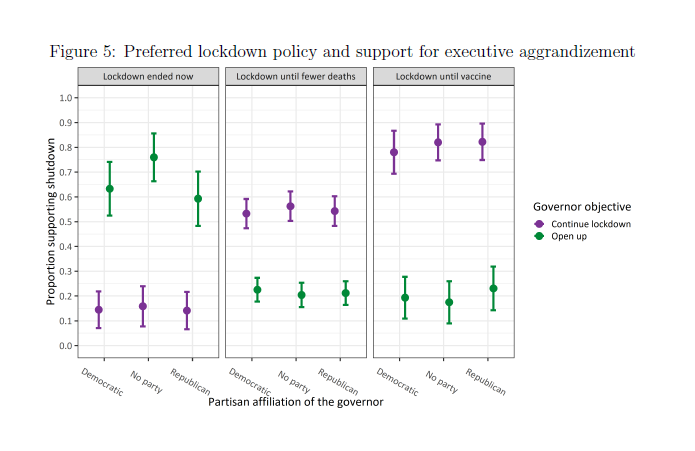 Figure 5: Preferred lockdown policy and support for executive aggrandizement
Lockdown ended now
Lockdown until fewer deaths
Lockdown until vaccine
Proportion supporting shutdown
1.0
0.9
0.8
0.7
0.6
0.5
0.4
0.3
0.2
0.1
0.0
Democratic
No party
Republican
Democratic
No party
Republican
Democratic
No party
Republican
Partisan affiliation of the governor
Governor objective
Continue lockdown
Open up